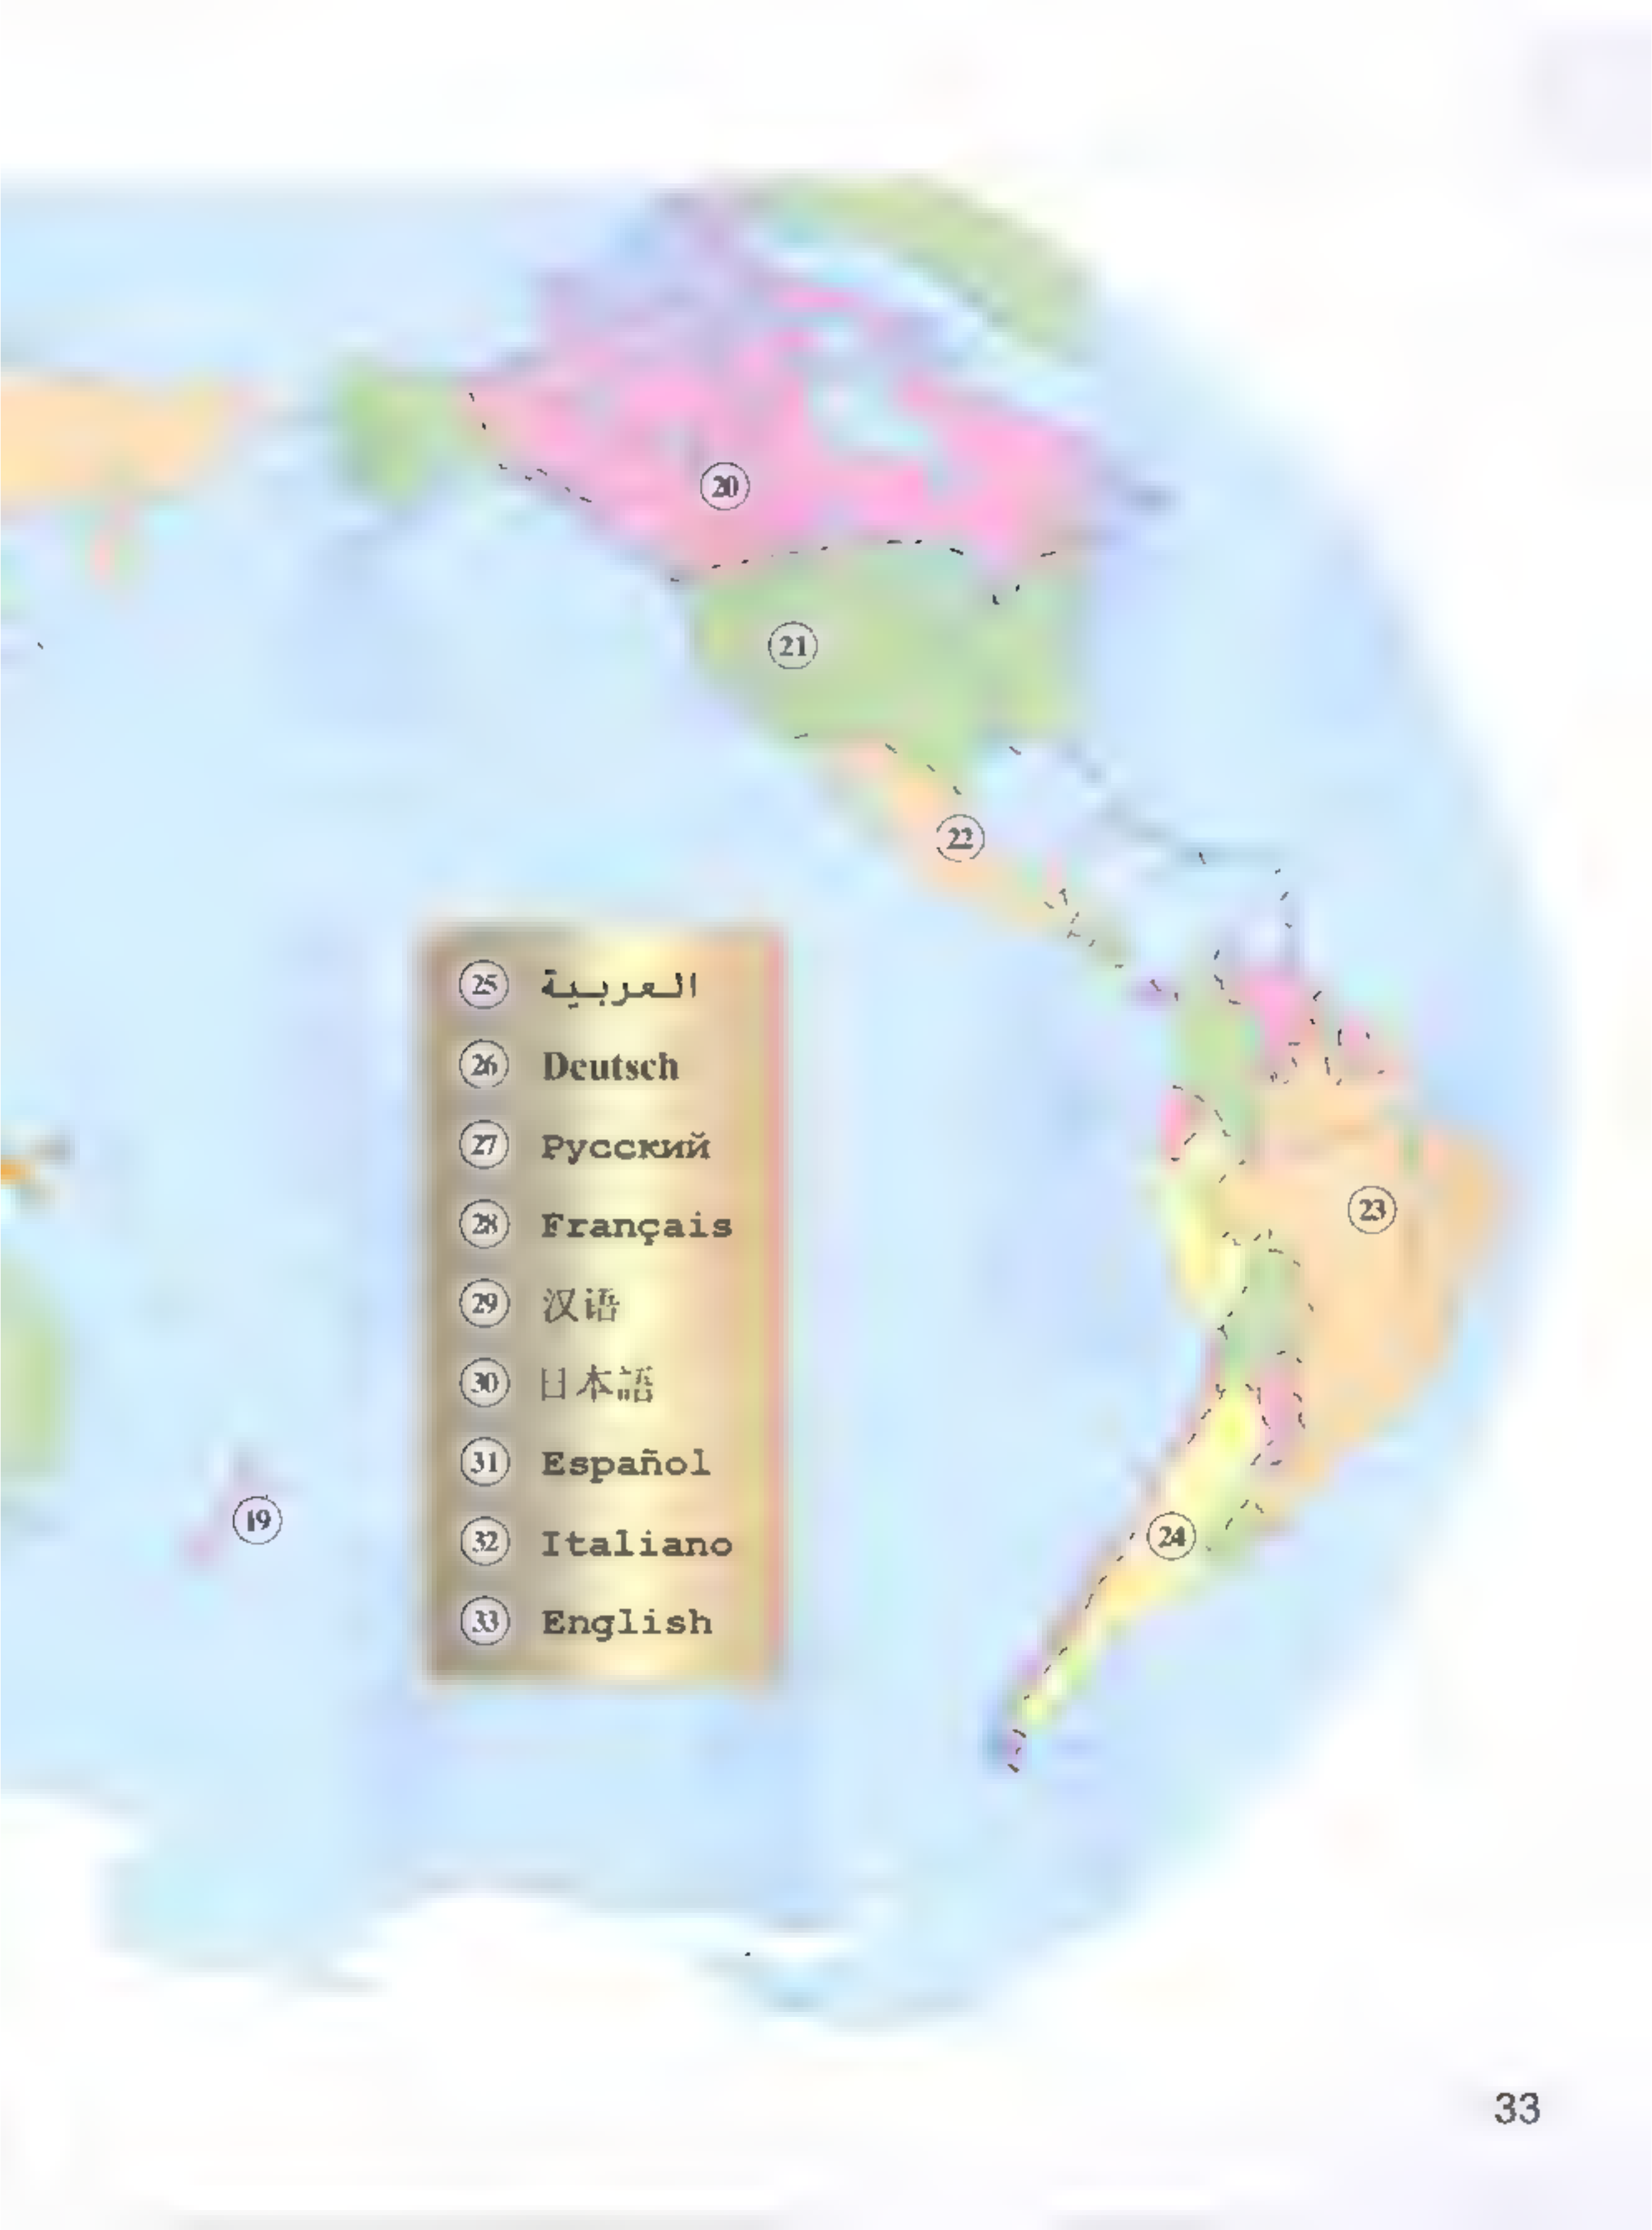 20
21
22
25 العربية
26 Deutsch
27 Русский
28 Français
29 汉语
30 日本語
31 Español
32 Italiano
33 English
23
19
24
33